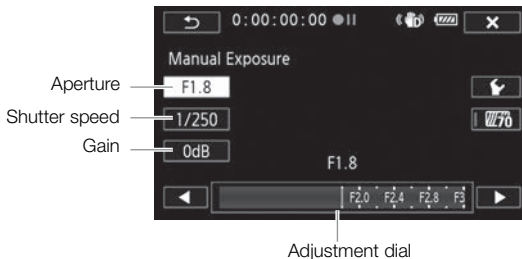 0:00:00:00
Manual Exposure
Aperture
F1.8
Shutter speed
1/250
70
Gain
0dB
F1.8
F2.0 F2.4 F2.8 F3
Adjustment dial